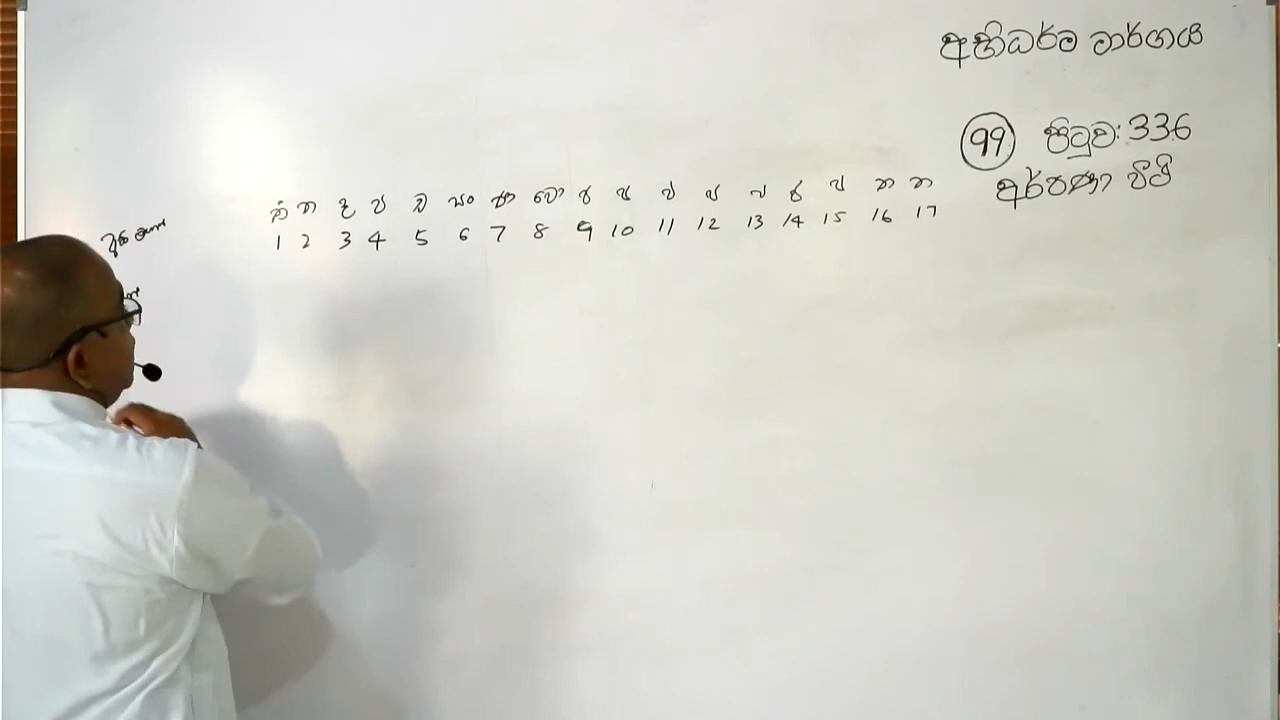 අභිධර්ම මාර්ගය
99 පිටුව: 336
අර්පණා වීථි
න ද ප ච සං ණ වො ජ ජ ජ ජ ජ ජ ජ ත ත
1 2 3 4 5 6 7 8 9 10 11 12 13 14 15 16 17